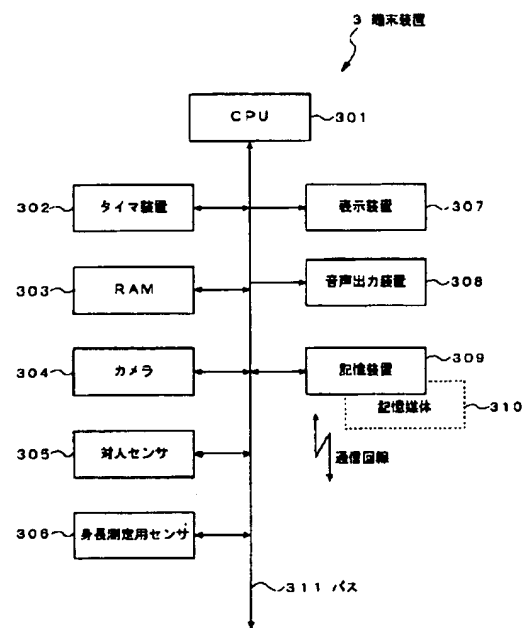 3 端末装置
CPU
301
302
タイマ装置
表示装置
307
303
RAM
音声出力装置
308
304
カメラ
記憶装置
309
記憶媒体
310
305
対人センサ
通信回線
306
身長測定用センサ
311 バス